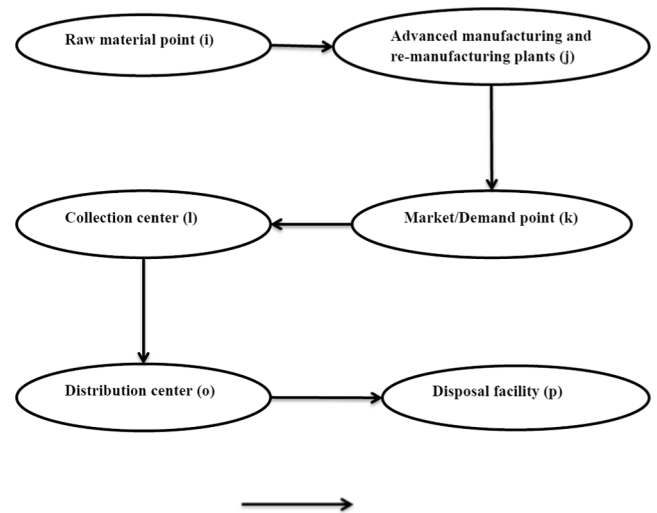 Raw material point (i)
Advanced manufacturing and
re-manufacturing plants (j)
Collection center (l)
Market/Demand point (k)
Distribution center (o)
Disposal facility (p)